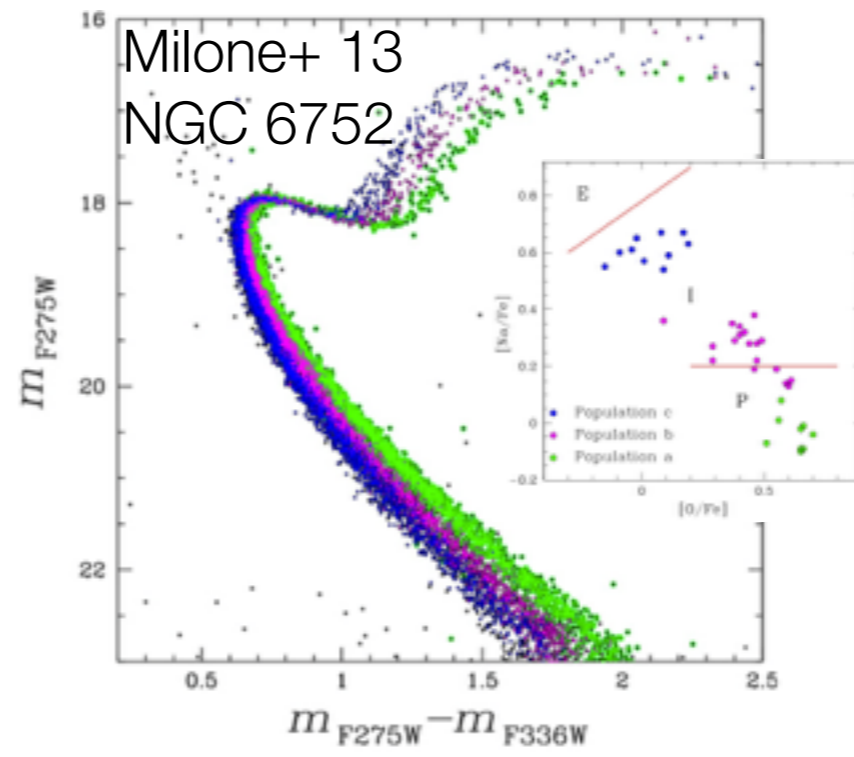 Milone+ 13
NGC 6752
16
18
20
22
m F275W
0.5 1 1.5 2 2.5
m F275W−m F336W
0.8
0.6
0.4
0.2
0
−0.2
[Na/Fe]
E
I
P
Population c
Population b
Population a
0 0.5
[O/Fe]